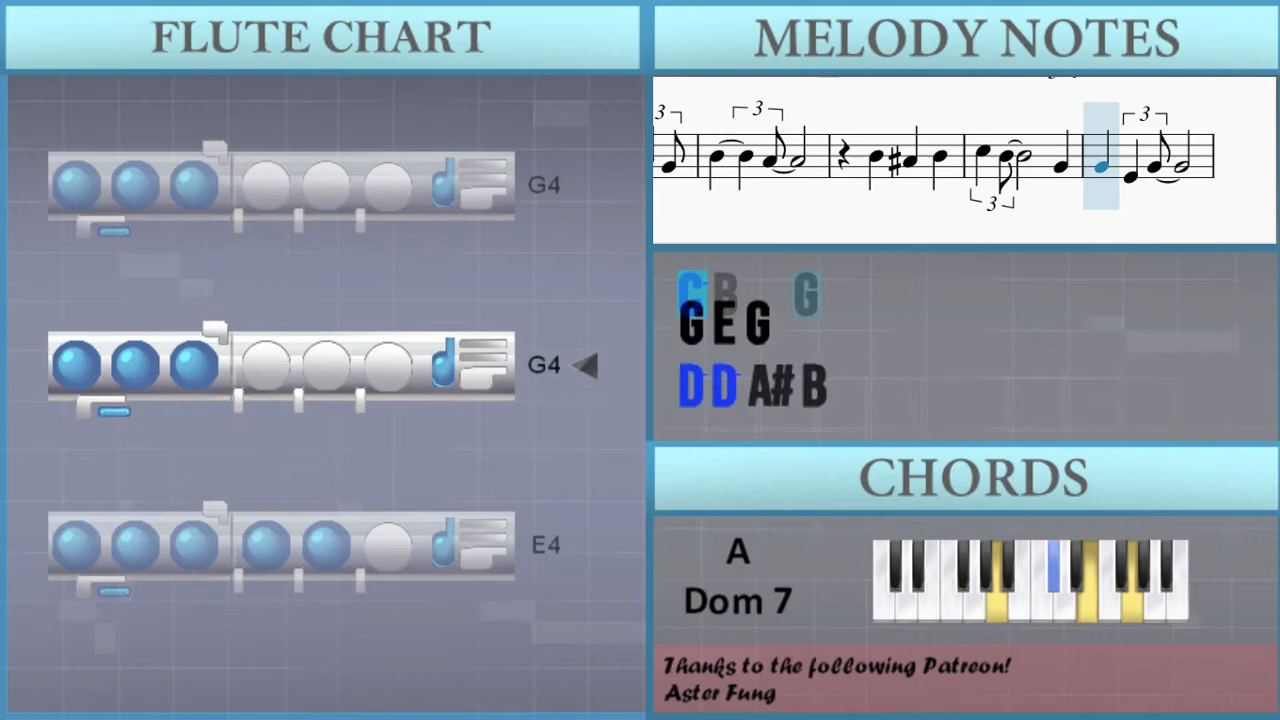 FLUTE CHART
G4
G4
E4
MELODY NOTES
3 3 3 3
G B G
G E G
D D A# B
CHORDS
A
Dom 7
Thanks to the following Patreon!
Aster Fung